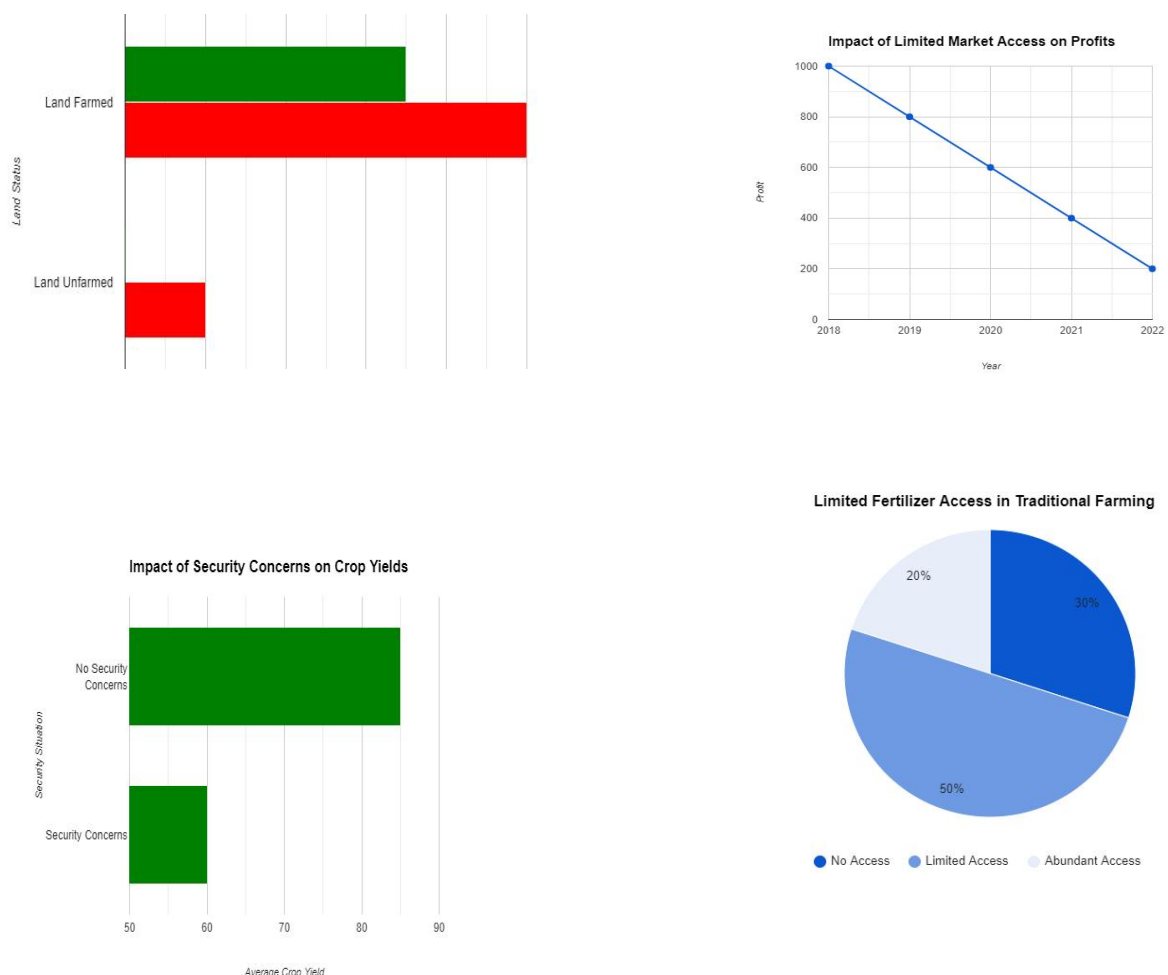 Land Status
Land Farmed
Land Unfarmed
Impact of Limited Market Access on Profits
Profit
1000
800
600
400
200
0
2018 2019 2020 2021 2022
Year
Impact of Security Concerns on Crop Yields
Security Situation
No Security
Concerns
Security Concerns
50 60 70 80 90
Average Crop Yield
Limited Fertilizer Access in Traditional Farming
20%
30%
50%
No Access Limited Access Abundant Access